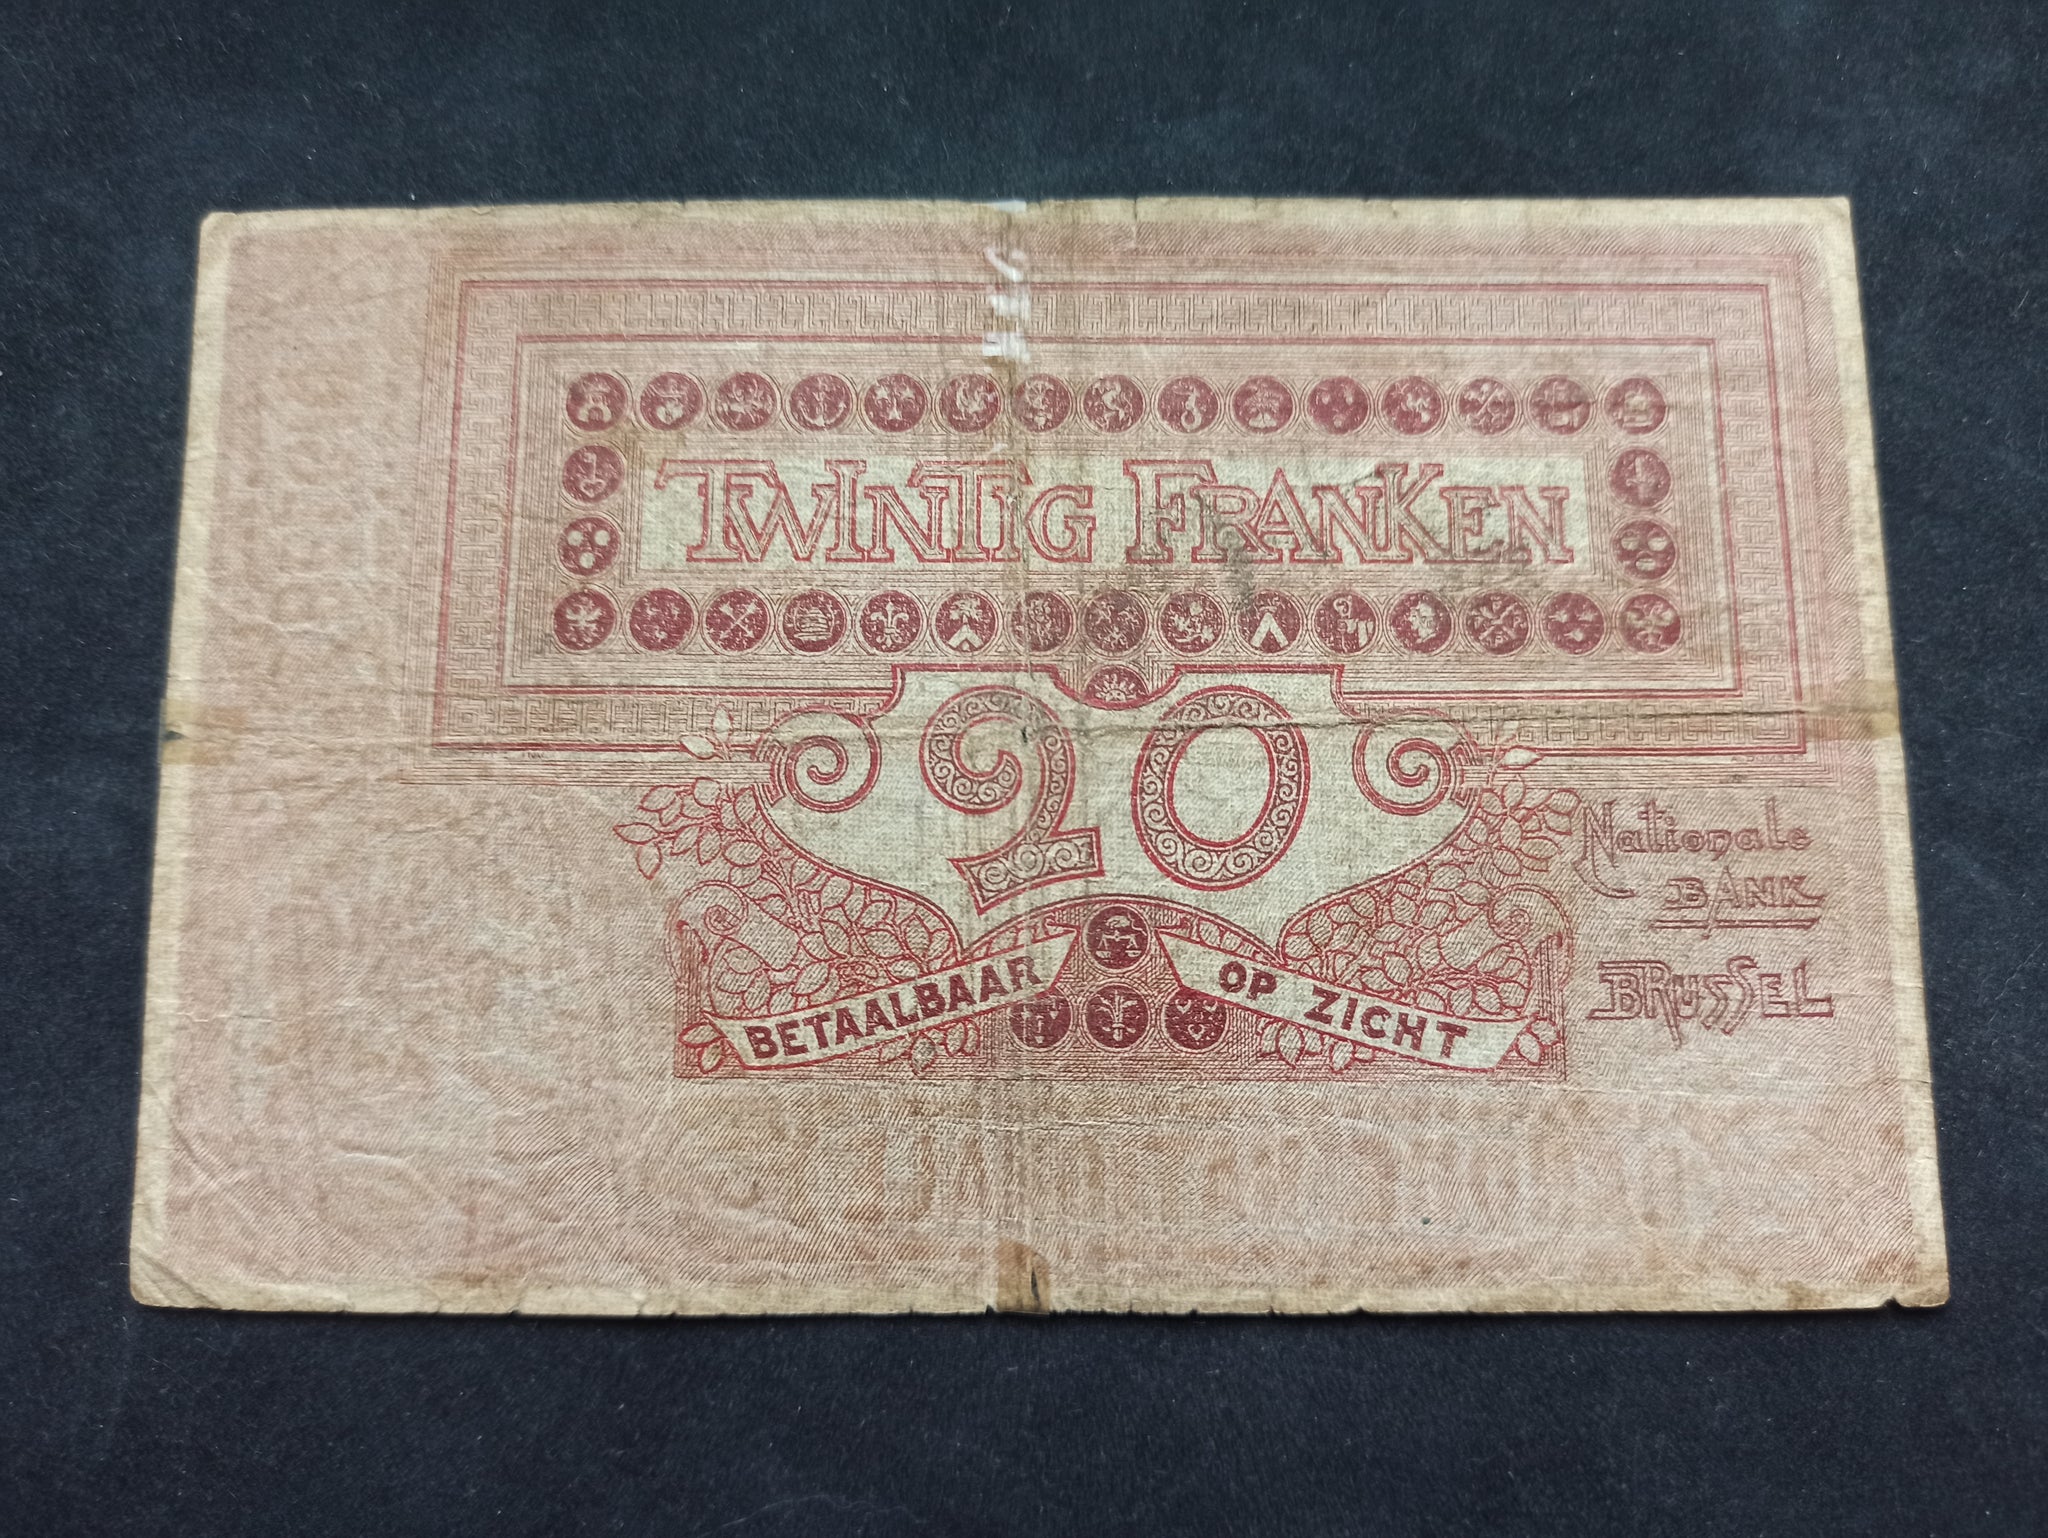 TWINTIG FRANKEN
20
Nationale
BANK
BRUSSEL
BETAALBAAR OP ZICHT